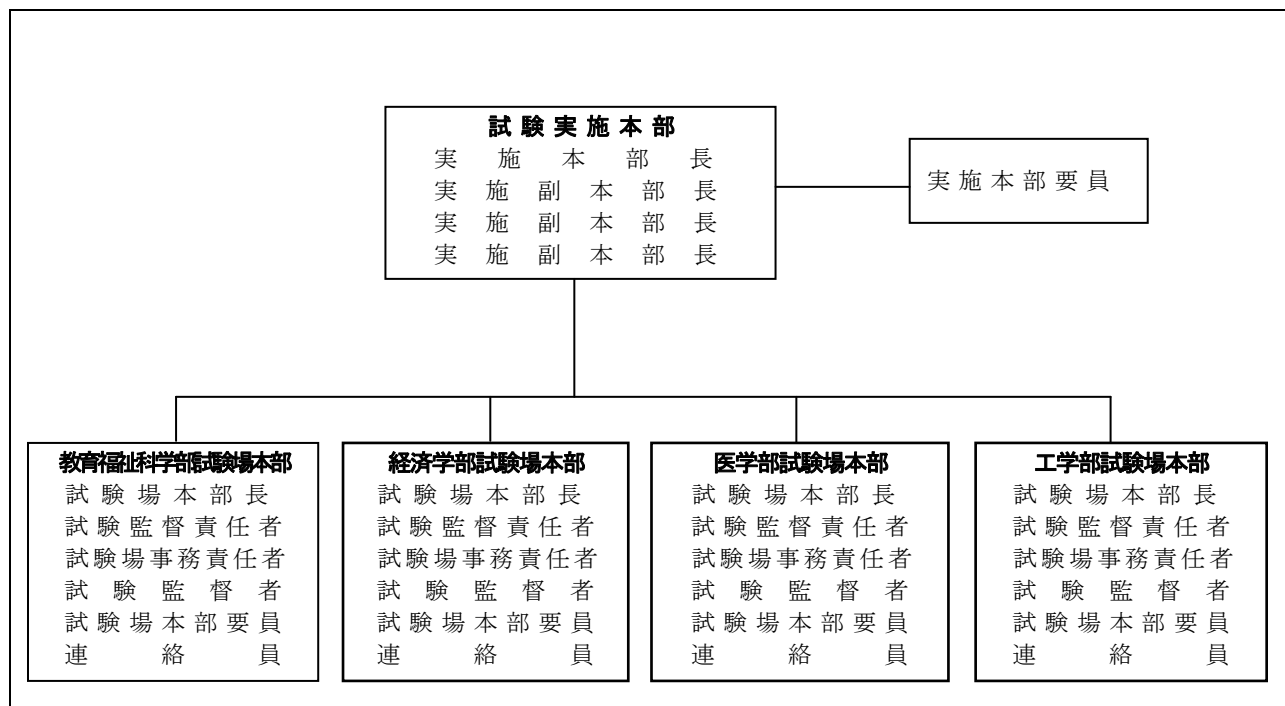 試験実施本部
実施本部長
実施副本部長
実施副本部長
実施副本部長
実施本部要員
教育福祉科学部試験場本部
試験場本部長
試験監督責任者
試験場事務責任者
試験監督者
試験場本部要員
連絡員
経済学部試験場本部
試験場本部長
試験監督責任者
試験場事務責任者
試験監督者
試験場本部要員
連絡員
医学部試験場本部
試験場本部長
試験監督責任者
試験場事務責任者
試験監督者
試験場本部要員
連絡員
工学部試験場本部
試験場本部長
試験監督責任者
試験場事務責任者
試験監督者
試験場本部要員
連絡員